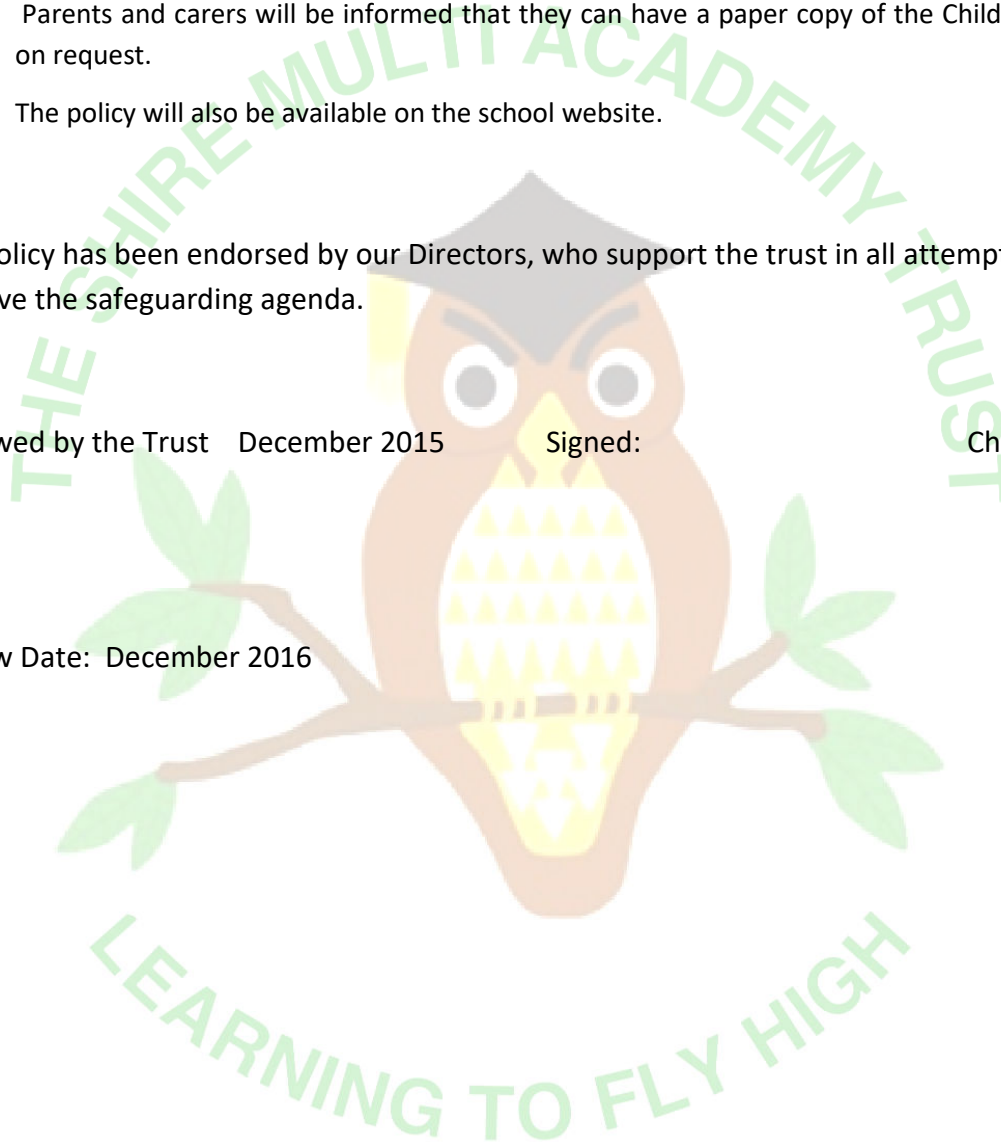 Parents and carers will be informed that they can have a paper copy of the Child
on request.
The policy will also be available on the school website.
olicy has been endorsed by our Directors, who support the trust in all attempt
ve the safeguarding agenda.
wed by the Trust December 2015 Signed: Ch
w Date: December 2016
THE SHIRE MULTI ACADEMY TRUST
LEARNING TO FLY HIGH